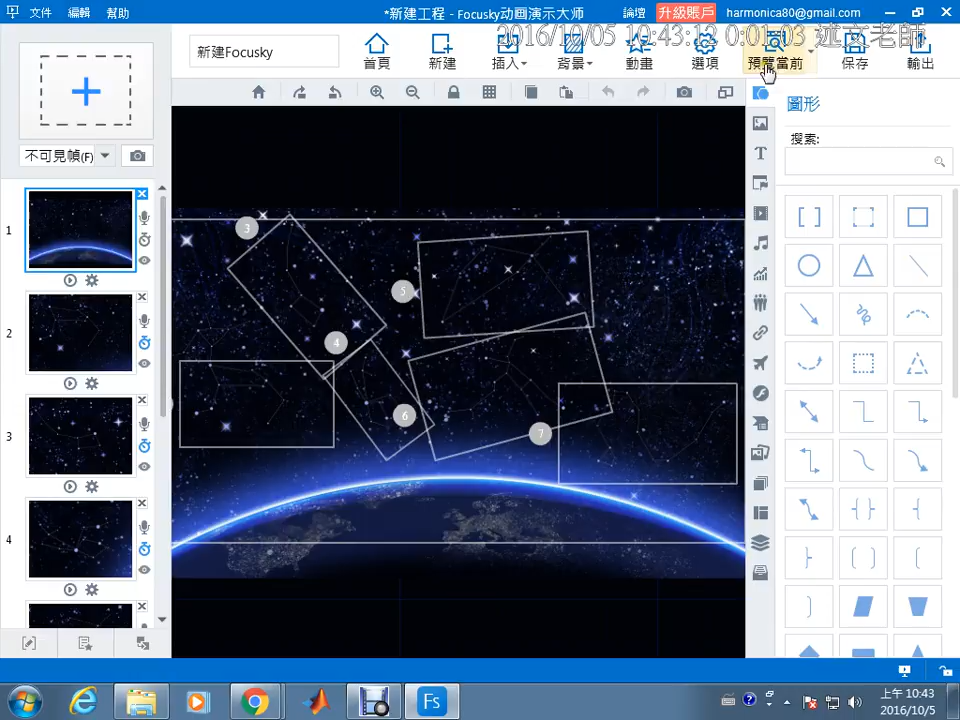 文件 編輯 幫助 *新建工程 - Focusky动画演示大师 論壇 升級賬戶 harmonica80@gmail.com
2016/10/05 10:43:12 0:01:03 述文老師
新建Focusky 首頁 新建 插入 背景 動畫 選項 預覽當前 保存 輸出
圖形
搜索:
不可見幀(F)
1
2
3
4
3
5
4
6
7
Fs
上午 10:43
2016/10/5